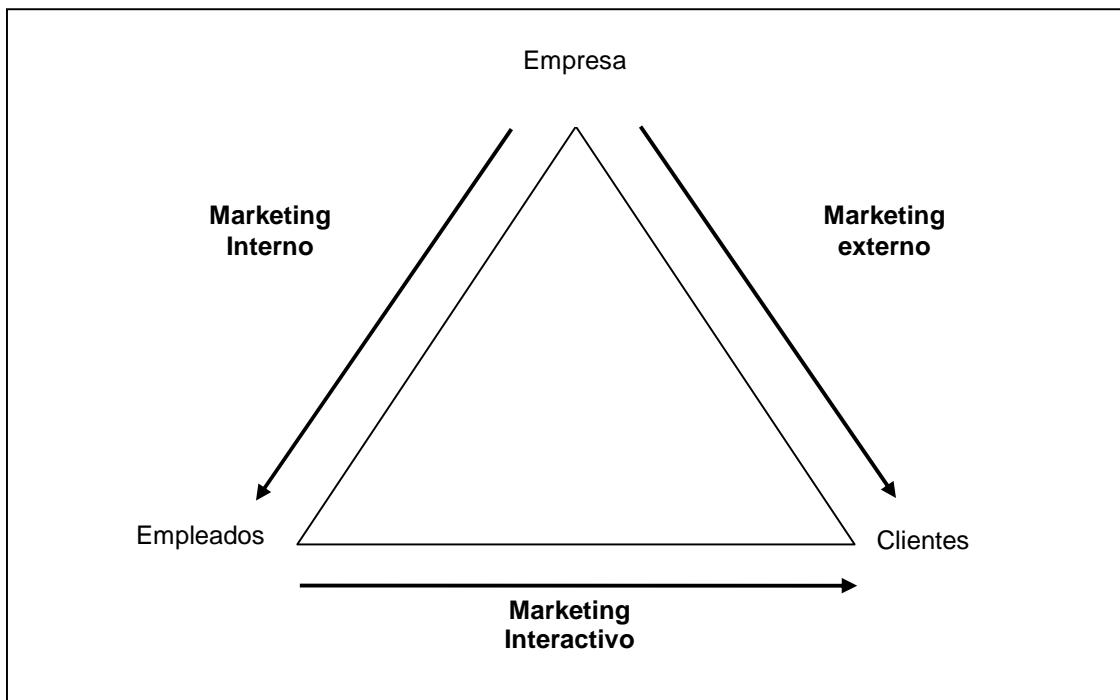 Empresa
Marketing
Interno
Marketing
externo
Empleados
Clientes
Marketing
Interactivo